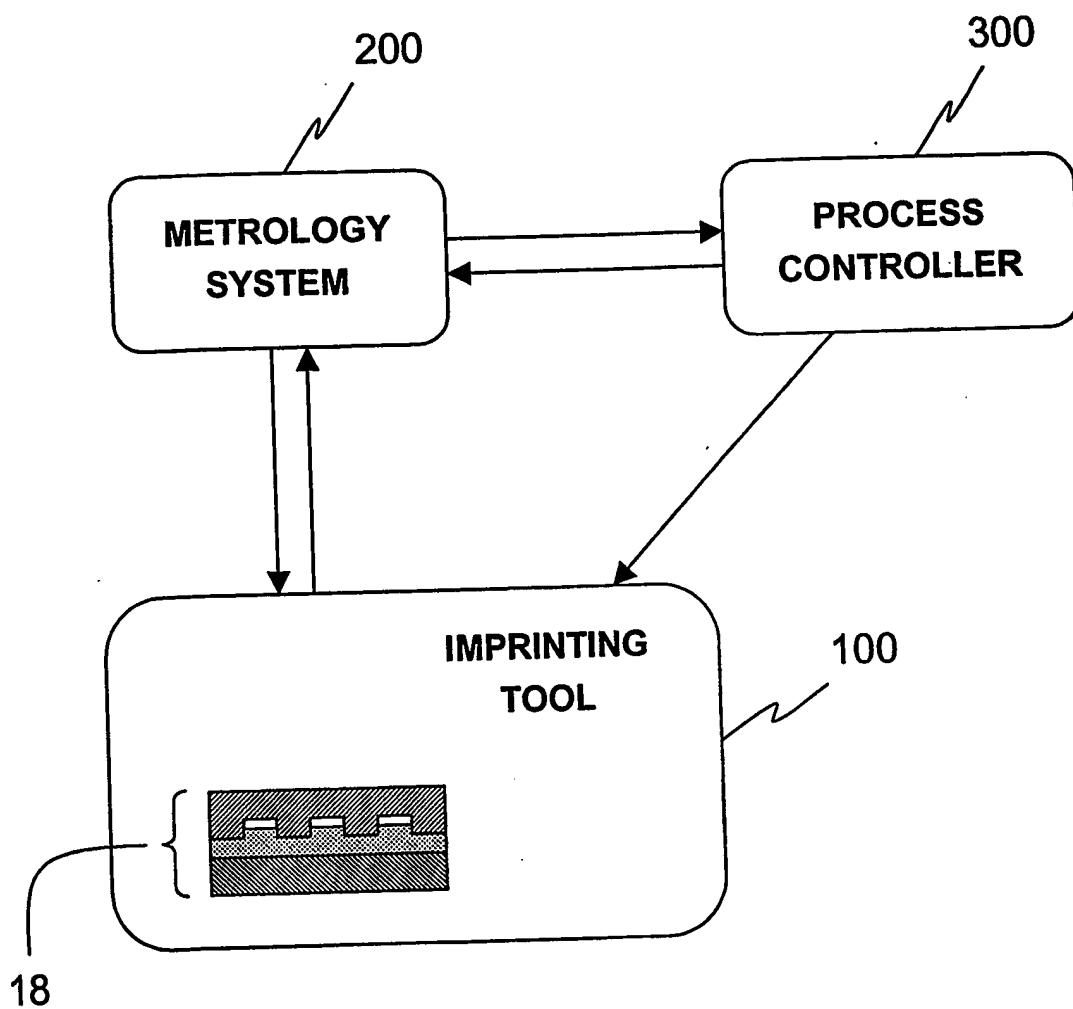 200
300
METROLOGY
SYSTEM
PROCESS
CONTROLLER
IMPRINTING
TOOL
100
18